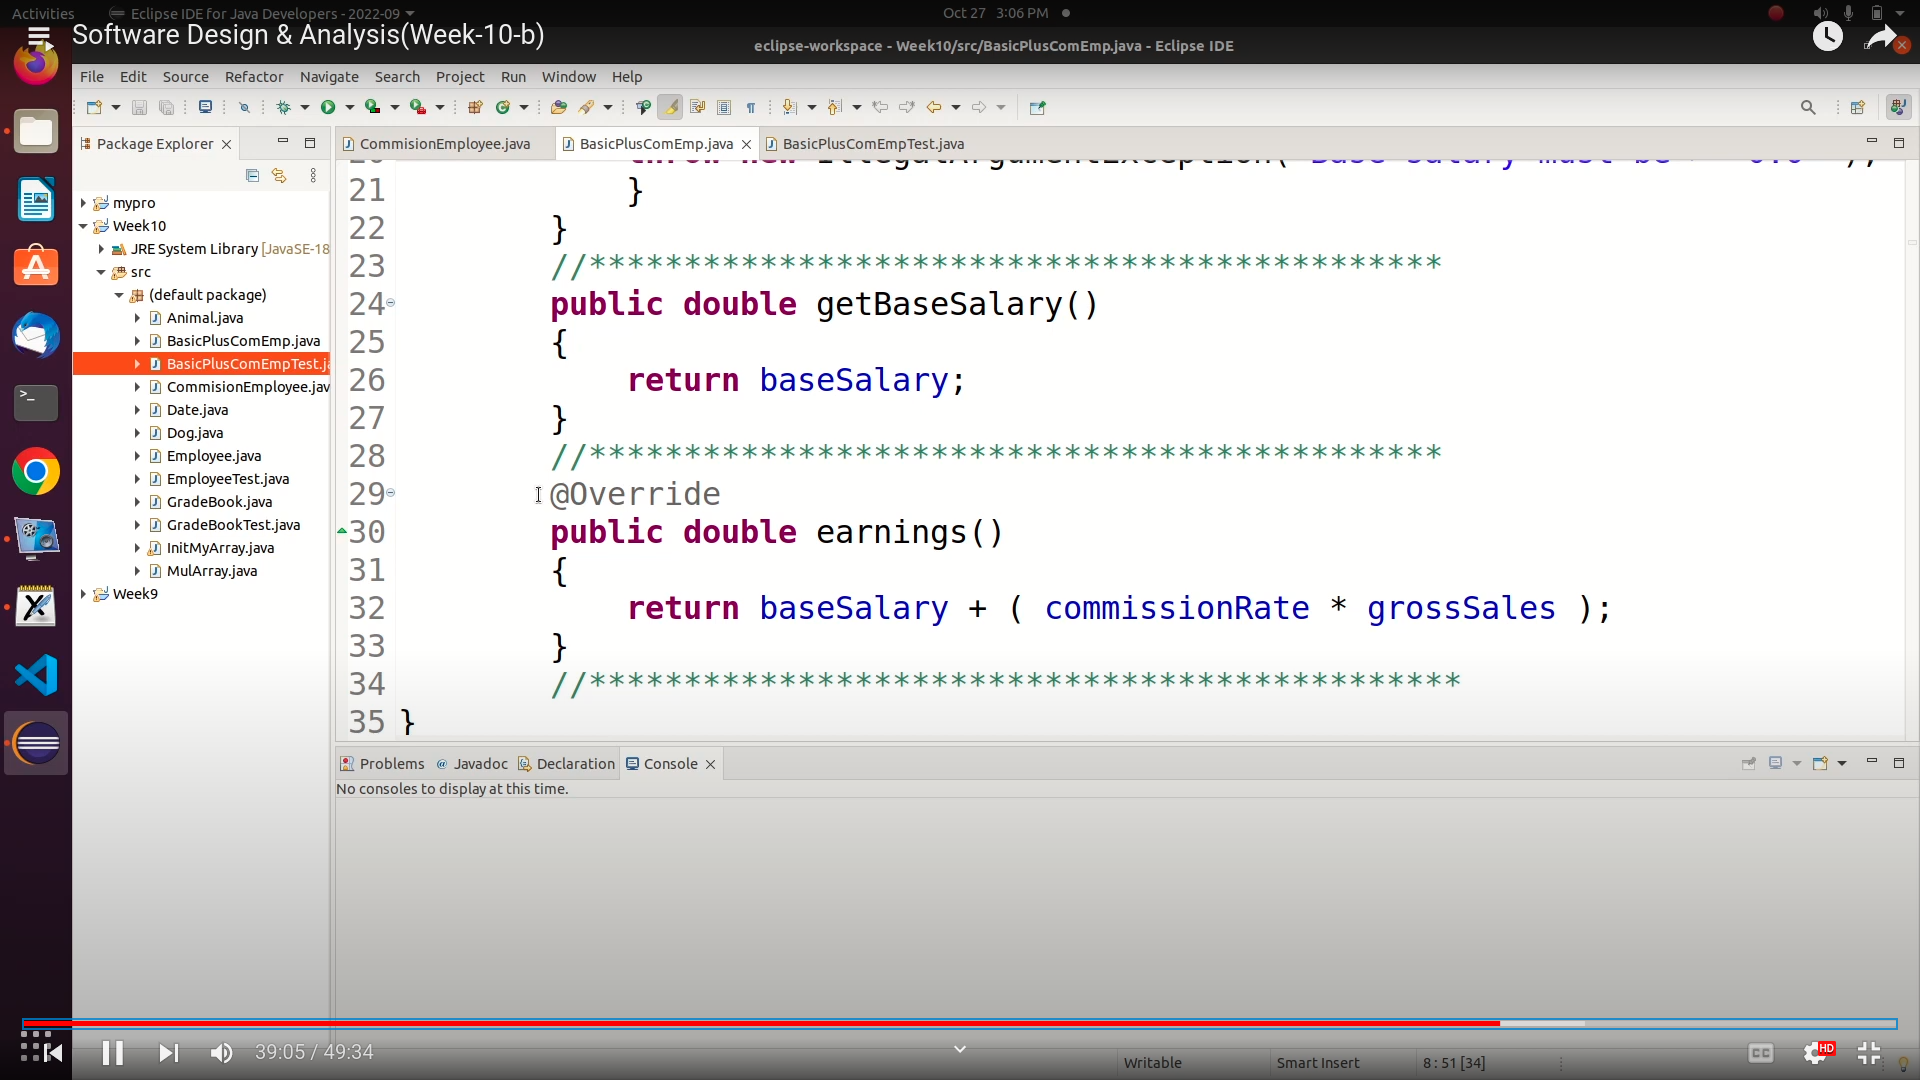 Activities
Eclipse IDE for Java Developers - 2022-09
Oct 27 3:06 PM
Software Design & Analysis(Week-10-b)
eclipse-workspace - Week10/src/BasicPlusComEmp.java - Eclipse IDE
File Edit Source Refactor Navigate Search Project Run Window Help
Package Explorer
CommisionEmployee.java
BasicPlusComEmp.java
BasicPlusComEmpTest.java
mypro
Week10
JRE System Library [JavaSE-18
src
(default package)
Animal.java
BasicPlusComEmp.java
BasicPlusComEmpTest.ja
CommisionEmployee.jav
Date.java
Dog.java
Employee.java
EmployeeTest.java
GradeBook.java
GradeBookTest.java
InitMyArray.java
MulArray.java
Week9
21 }
22 }
23 //*********************************************
24 public double getBaseSalary()
25 {
26 return baseSalary;
27 }
28 //*********************************************
29 @Override
30 public double earnings()
31 {
32 return baseSalary + ( commissionRate * grossSales );
33 }
34 //**********************************************
35 }
Problems @ Javadoc Declaration Console
No consoles to display at this time.
39:05 / 49:34
CC
HD
Writable
Smart Insert
8 : 51 [34]